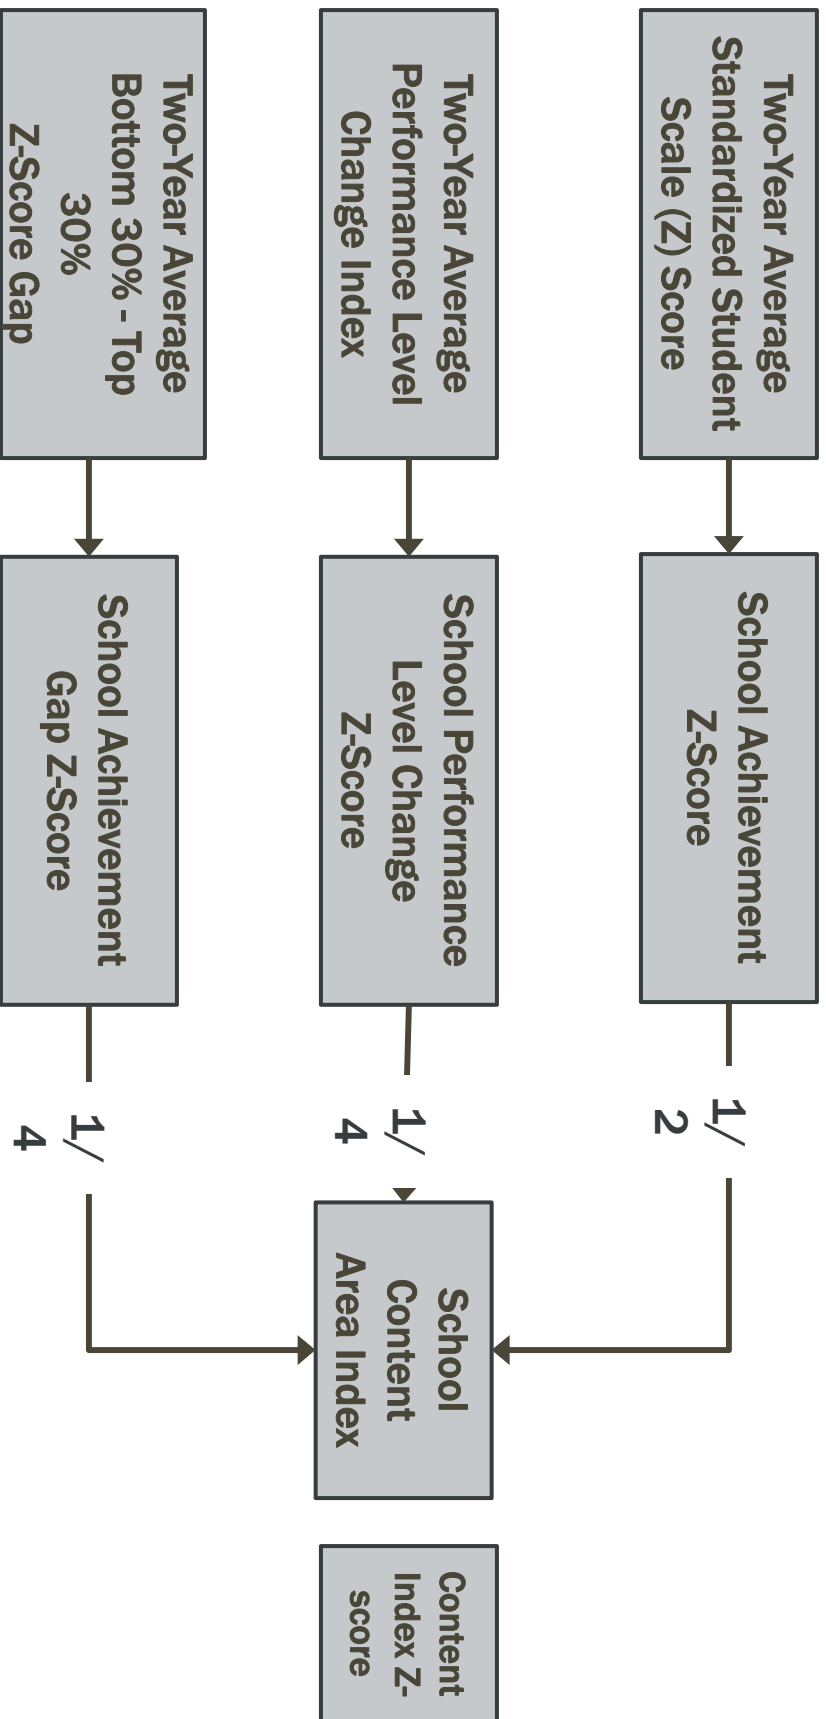 Two-Year Average
Standardized Student
Scale (Z) Score
School Achievement
Z-Score
1/
2
Two-Year Average
Performance Level
Change Index
School Performance
Level Change
Z-Score
1/
4
School
Content
Area Index
Content
Index Z-
score
Two-Year Average
Bottom 30% - Top
30%
Z-Score Gap
School Achievement
Gap Z-Score
1/
4